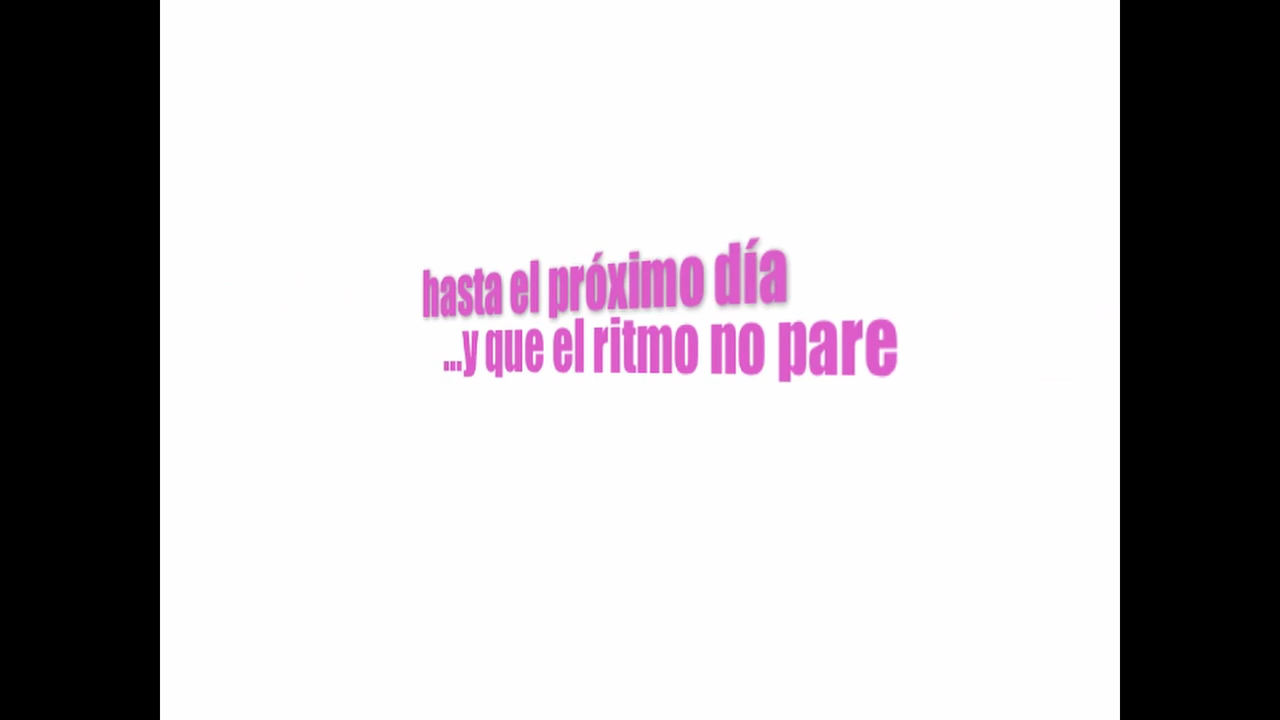 hasta el próximo día
...y que el ritmo no pare